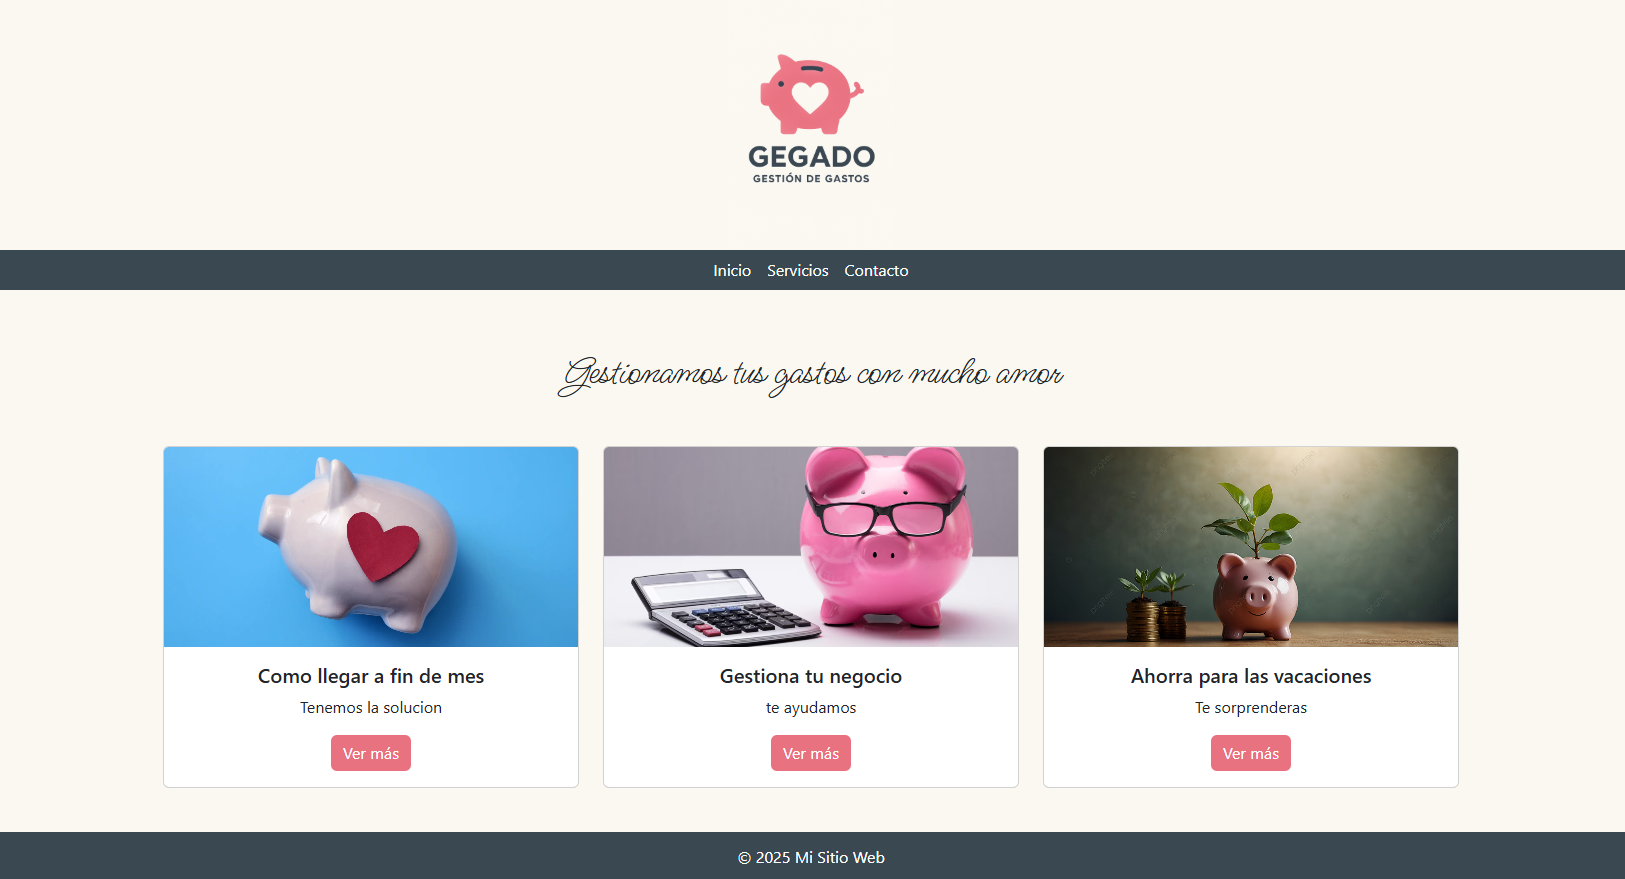 GEGADO
GESTIÓN DE GASTOS
Inicio Servicios Contacto
Gestionamos tus gastos con mucho amor
Como llegar a fin de mes
Tenemos la solucion
Ver más
Gestiona tu negocio
te ayudamos
Ver más
Ahorra para las vacaciones
Te sorprenderas
Ver más
© 2025 Mi Sitio Web